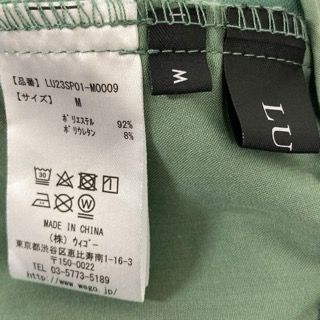 【品番】 LU23SP01-M0009
【サイズ】 M
ポリエステル 92%
ポリウレタン 8%
30
W
MADE IN CHINA
(株) ウィゴー
東京都渋谷区恵比寿南1-16-3
〒150-0022
TEL 03-5773-5189
http://www.wego.jp/
M
LU